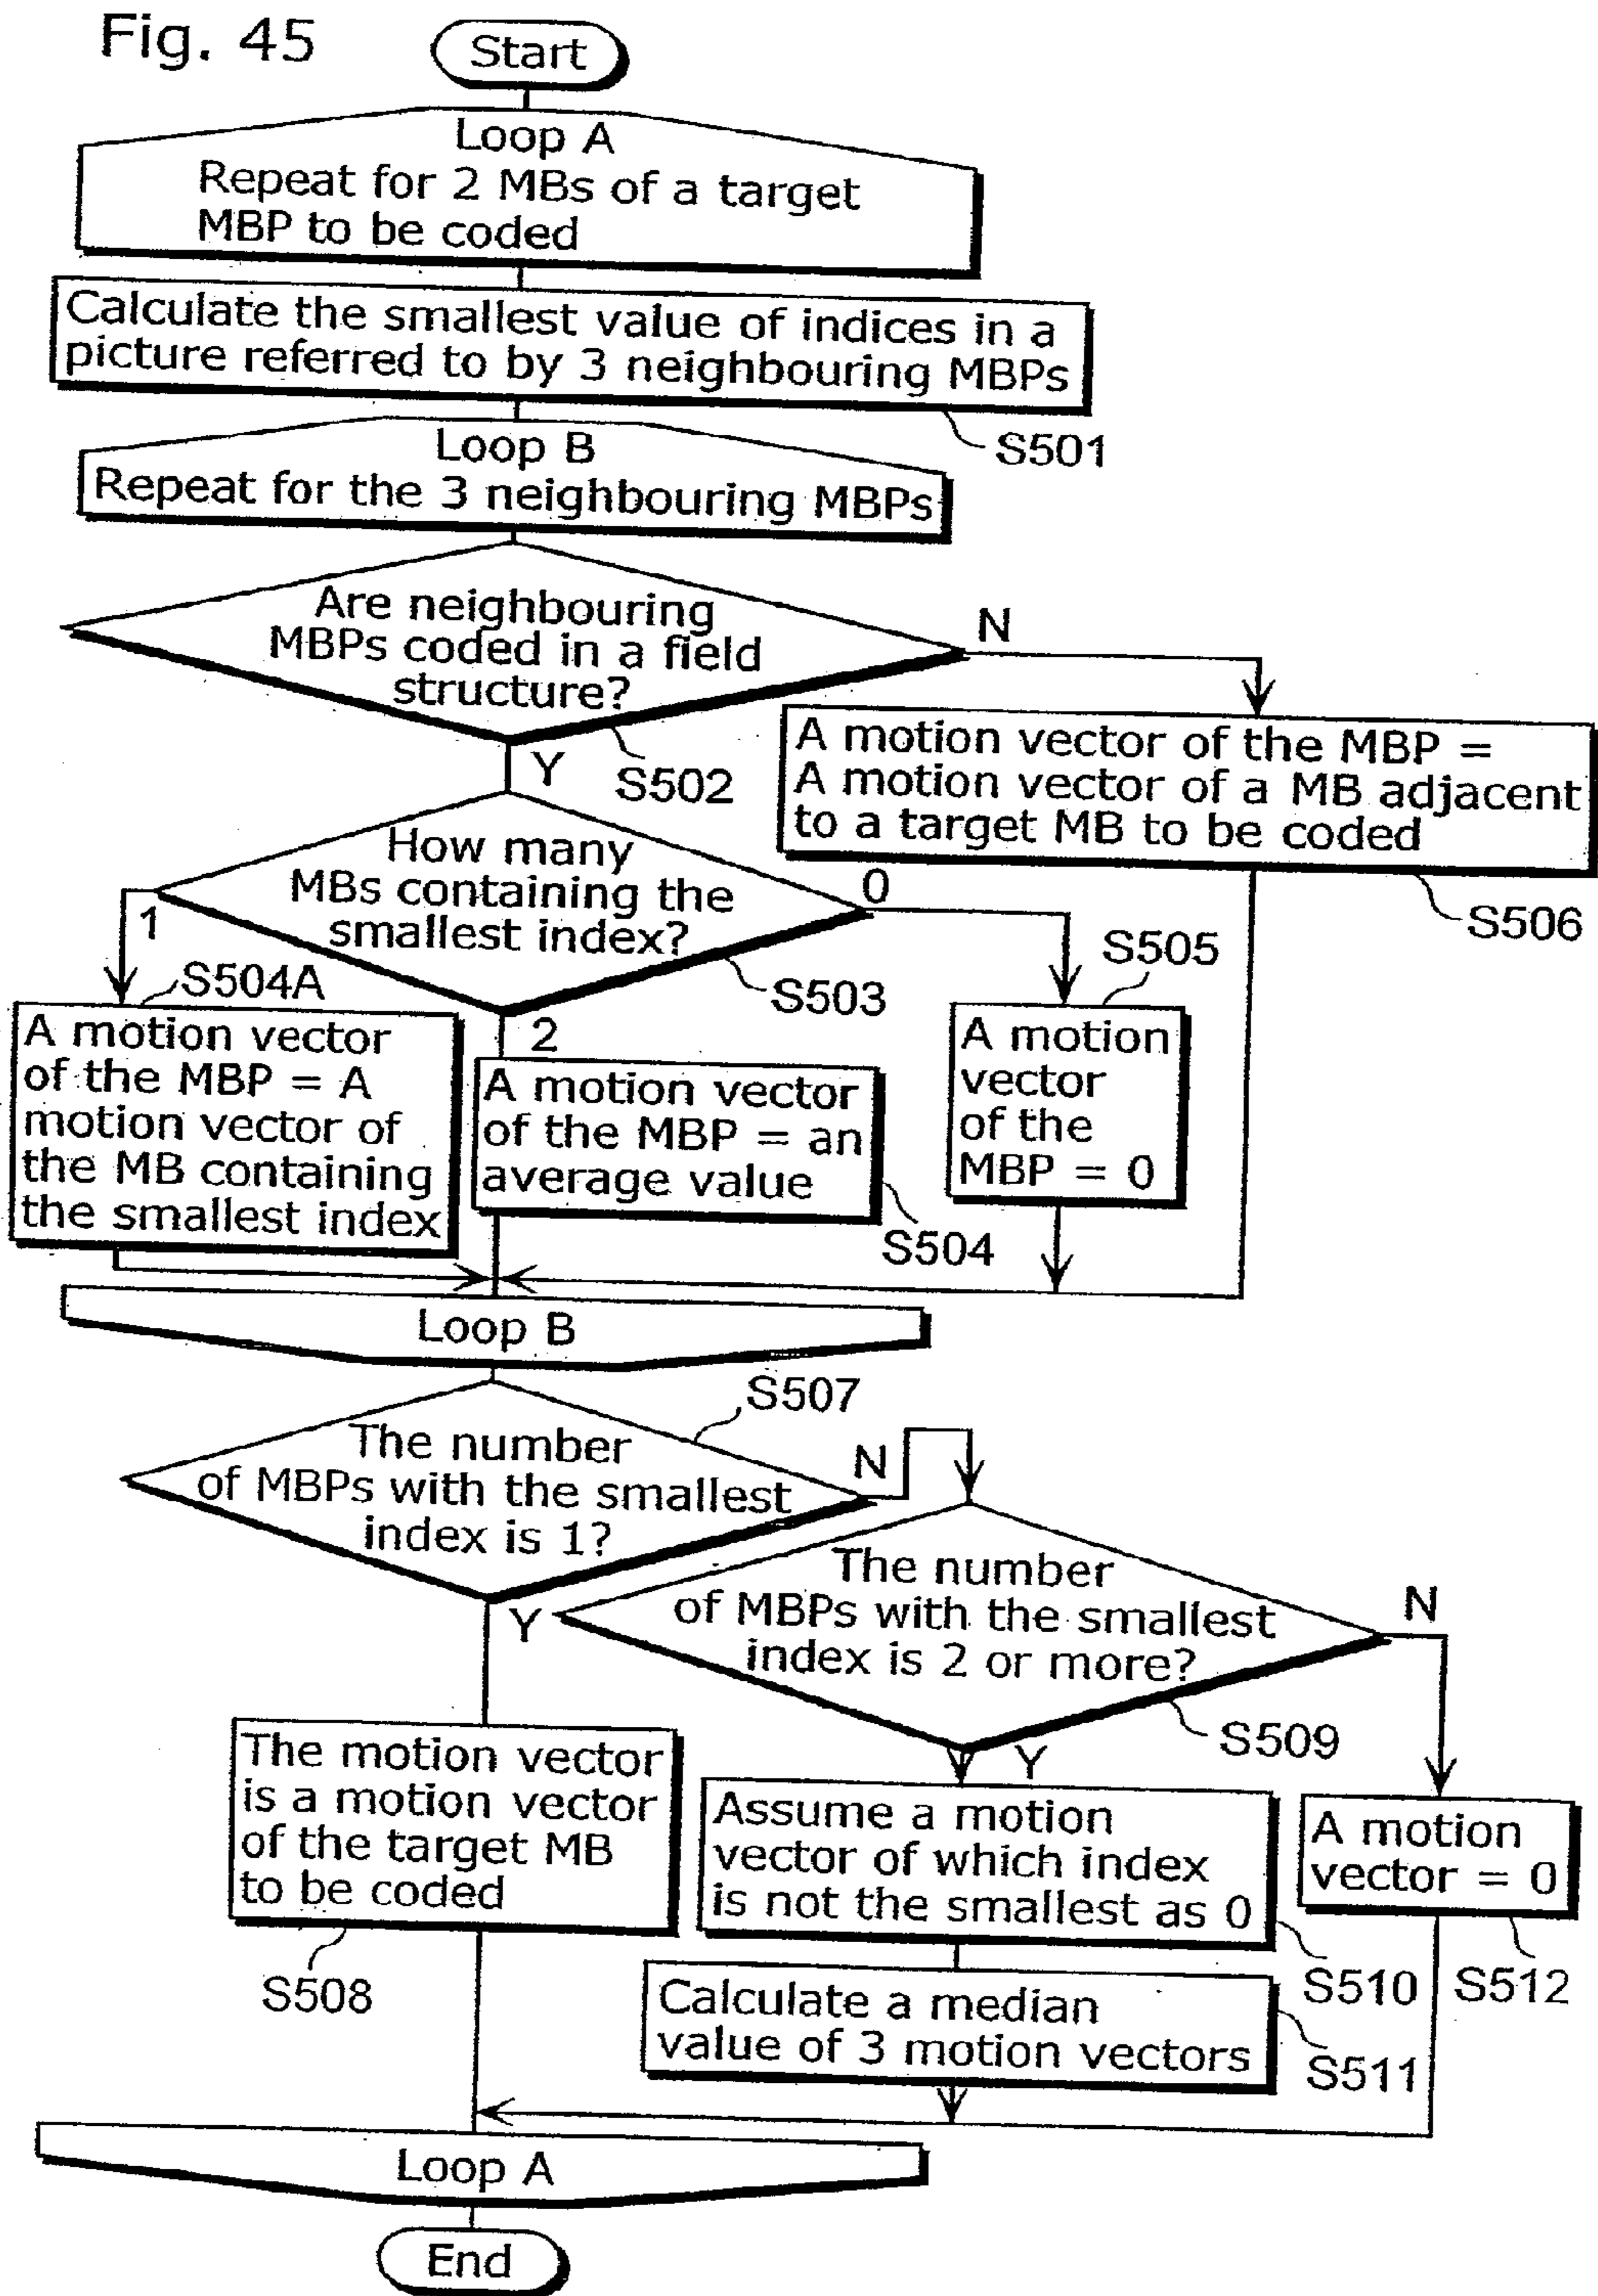 Fig. 45
Start
Loop A
Repeat for 2 MBs of a target
MBP to be coded
Calculate the smallest value of indices in a
picture referred to by 3 neighbouring MBPs
S501
Loop B
Repeat for the 3 neighbouring MBPs
Are neighbouring
MBPs coded in a field
structure?
N
Y
S502
A motion vector of the MBP =
A motion vector of a MB adjacent
to a target MB to be coded
S506
How many
MBs containing the
smallest index?
0
1
2
S503
S505
S504A
A motion vector
of the MBP = A
motion vector of
the MB containing
the smallest index
A motion vector
of the MBP = an
average value
S504
A motion
vector
of the
MBP = 0
Loop B
S507
The number
of MBPs with the smallest
index is 1?
N
Y
The number
of MBPs with the smallest
index is 2 or more?
N
Y
S509
The motion vector
is a motion vector
of the target MB
to be coded
S508
Assume a motion
vector of which index
is not the smallest as 0
S510
A motion
vector = 0
S512
Calculate a median
value of 3 motion vectors
S511
Loop A
End